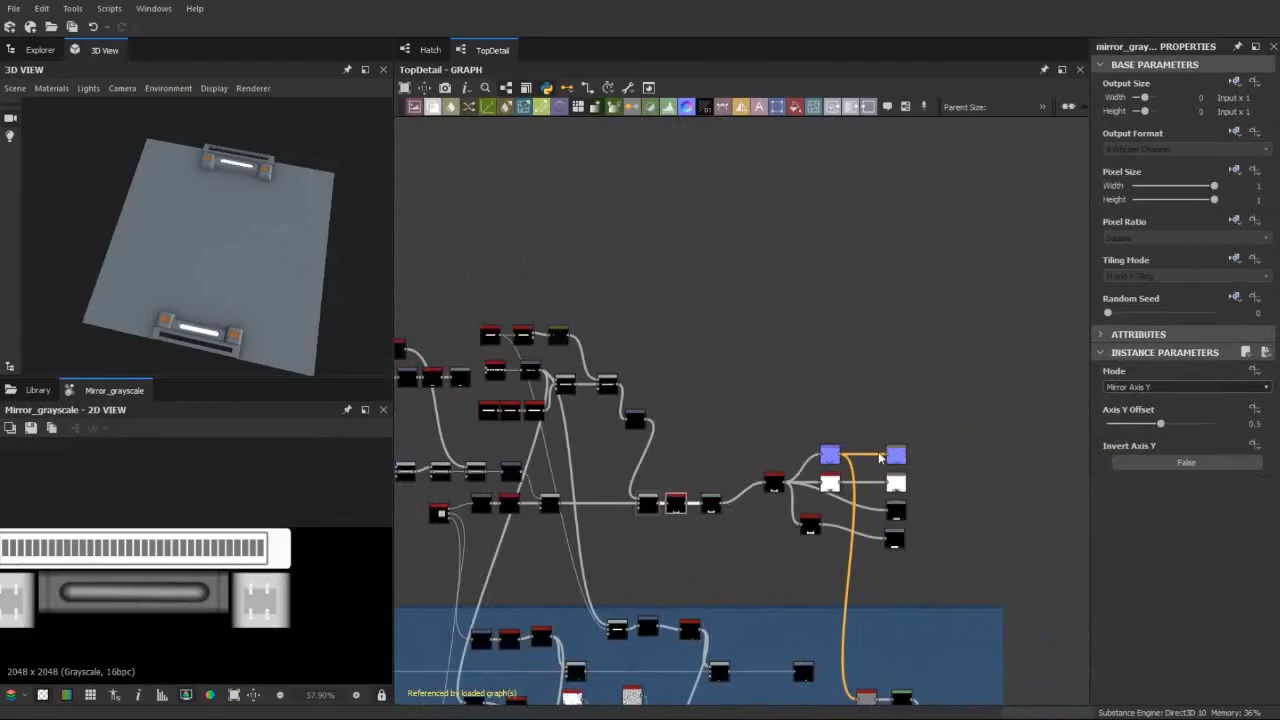 File Edit Tools Scripts Windows Help
Explorer 3D View
3D VIEW
Scene Materials Lights Camera Environment Display Renderer
Library Mirror_grayscale
Mirror_grayscale - 2D VIEW
2048 x 2048 (Grayscale, 16bpc)
57.90%
Hatch TopDetail
TopDetail - GRAPH
Parent Size:
Referenced by loaded graph(s)
mirror_gray... PROPERTIES
BASE PARAMETERS
Output Size
Width 0 Input x 1
Height 0 Input x 1
Output Format
Pixel Size
Width 1
Height 1
Pixel Ratio
Square
Tiling Mode
H and V Tiling
Random Seed
0
ATTRIBUTES
INSTANCE PARAMETERS
Mode
Mirror Axis Y
Axis Y Offset
0.5
Invert Axis Y
False
Substance Engine: Direct3D 10 Memory: 36%